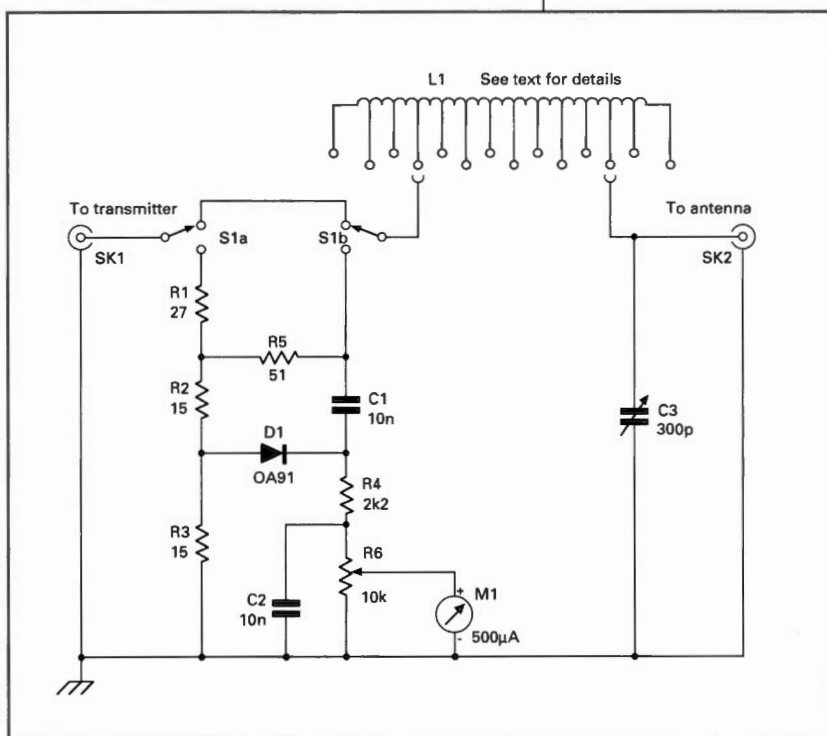 L1 See text for details
To transmitter
SK1
S1a
S1b
To antenna
SK2
R1
27
R5
51
R2
15
C1
10n
D1
OA91
R4
2k2
R3
15
C2
10n
R6
10k
+
M1
-
500µA
C3
300p